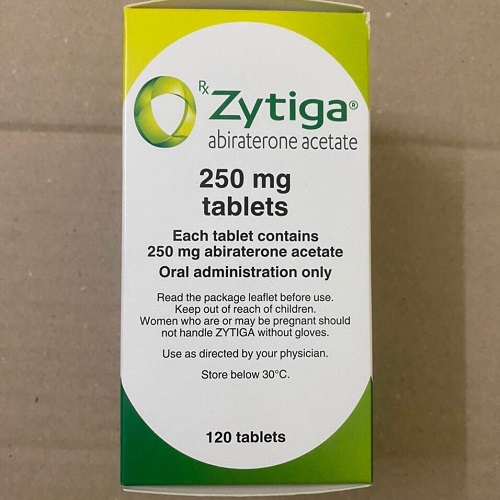 Rx Zytiga®
abiraterone acetate
250 mg
tablets
Each tablet contains
250 mg abiraterone acetate
Oral administration only
Read the package leaflet before use.
Keep out of reach of children.
Women who are or may be pregnant should
not handle ZYTIGA without gloves.
Use as directed by your physician.
Store below 30°C.
120 tablets